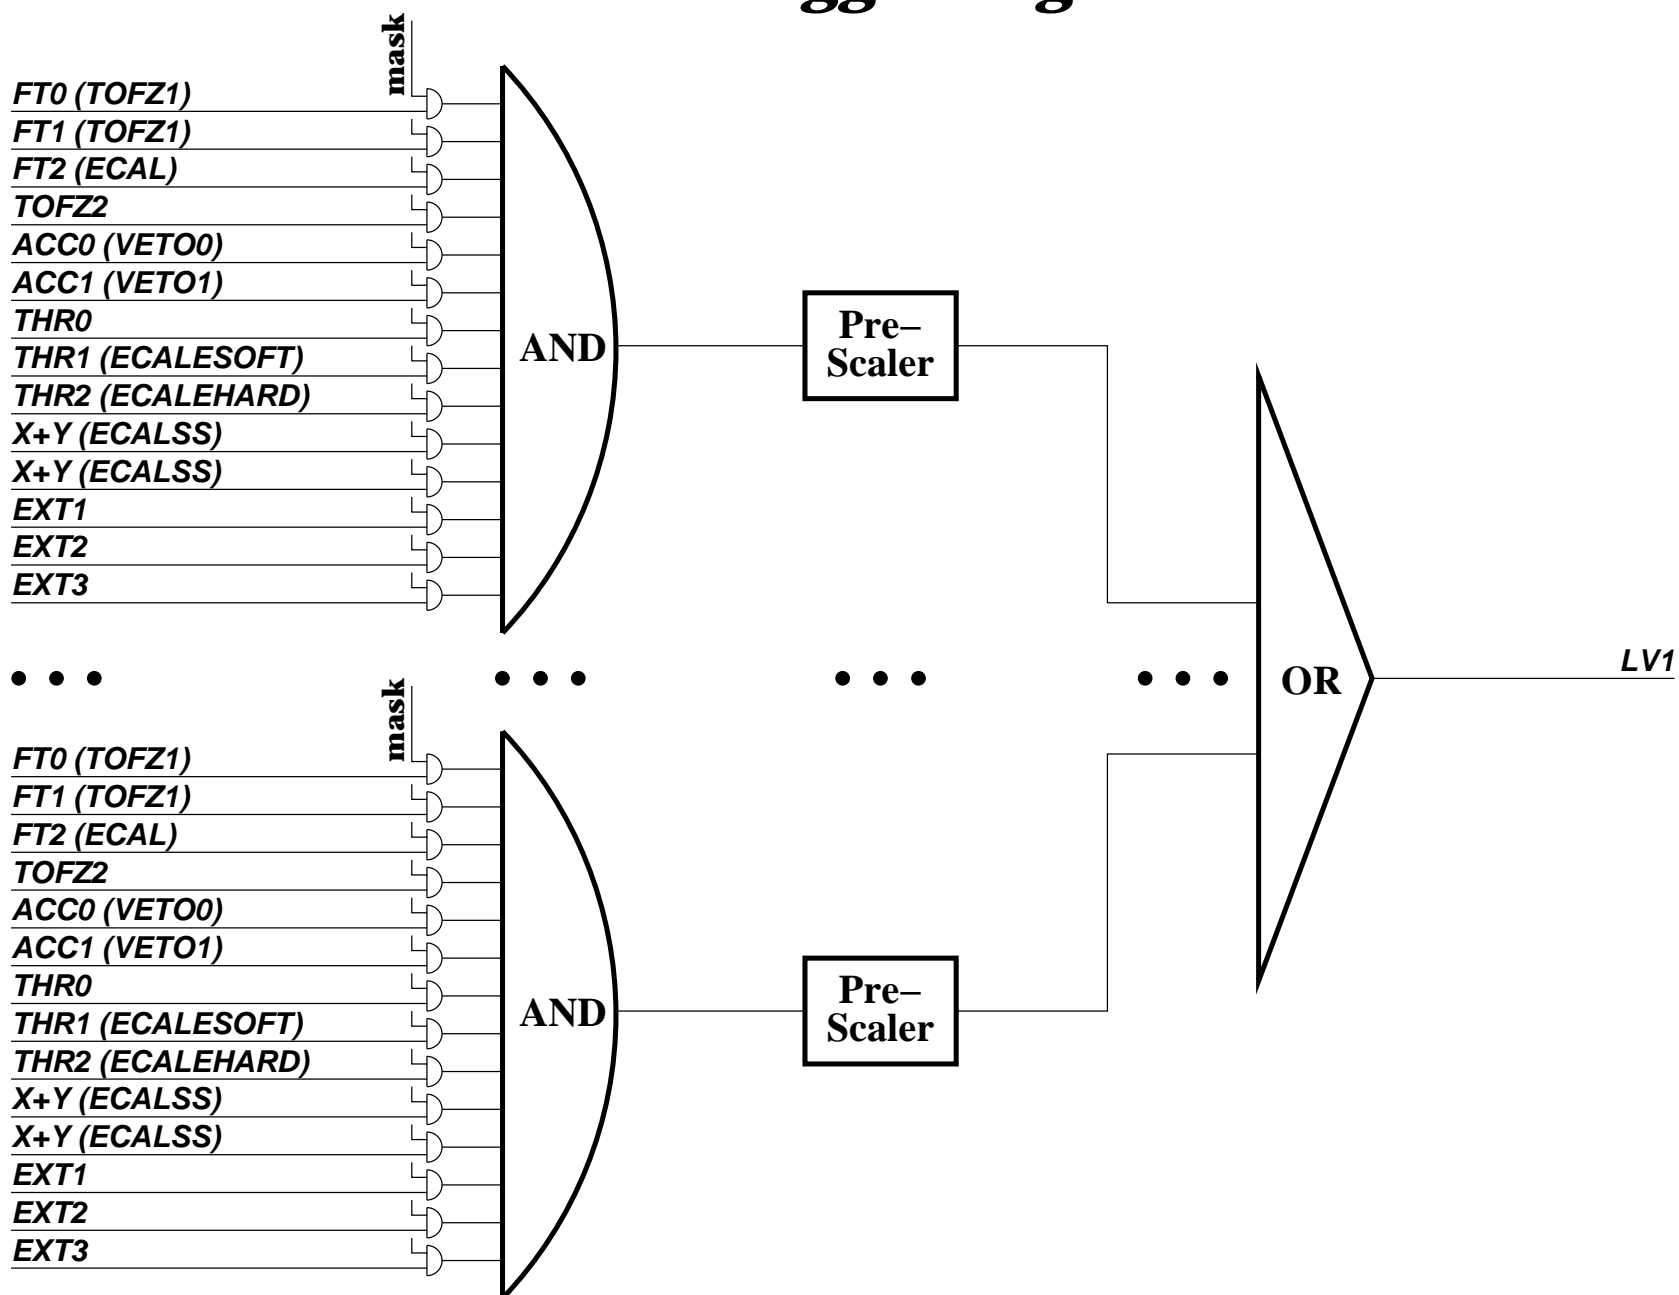 mask
FT0 (TOFZ1)
FT1 (TOFZ1)
FT2 (ECAL)
TOFZ2
ACC0 (VETO0)
ACC1 (VETO1)
THR0
THR1 (ECALESOFT)
THR2 (ECALEHARD)
X+Y (ECALSS)
X+Y (ECALSS)
EXT1
EXT2
EXT3
AND
Pre–
Scaler
OR
LV1
mask
FT0 (TOFZ1)
FT1 (TOFZ1)
FT2 (ECAL)
TOFZ2
ACC0 (VETO0)
ACC1 (VETO1)
THR0
THR1 (ECALESOFT)
THR2 (ECALEHARD)
X+Y (ECALSS)
X+Y (ECALSS)
EXT1
EXT2
EXT3
AND
Pre–
Scaler